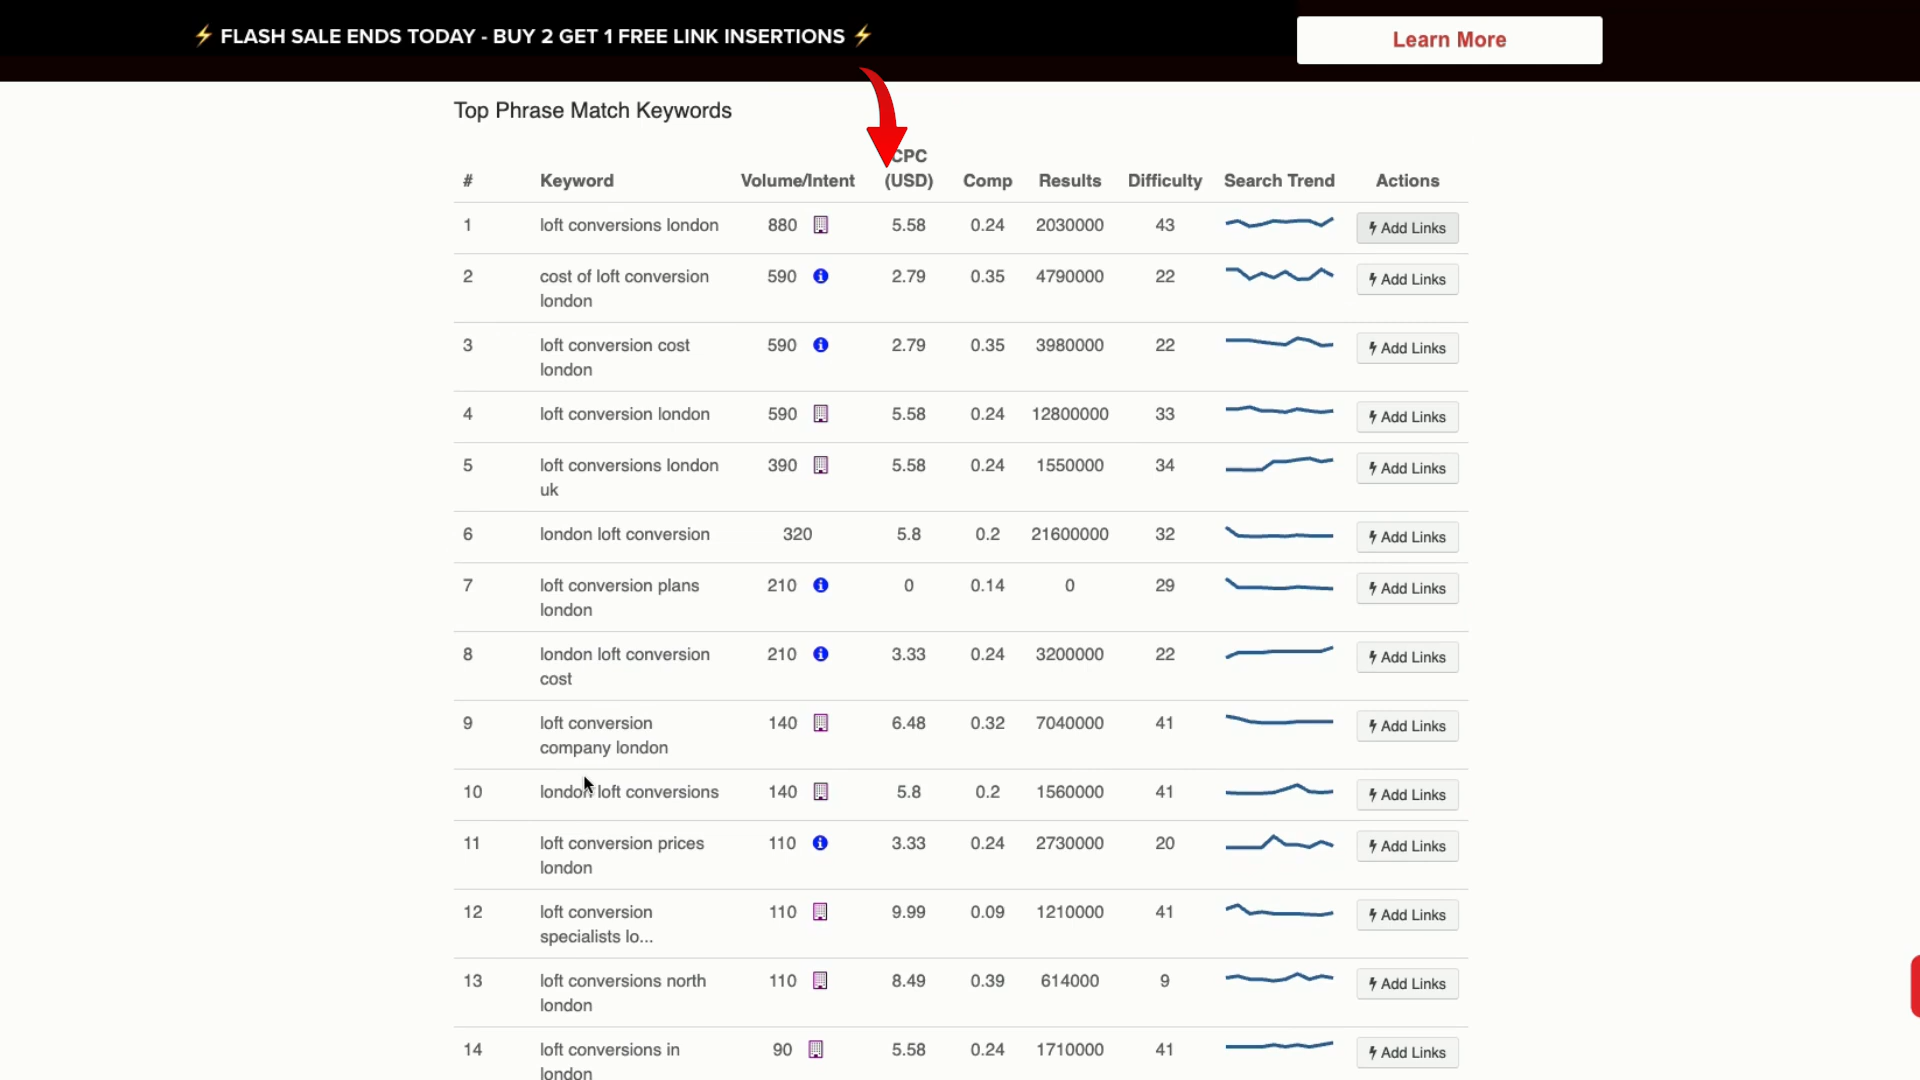 ⚡ FLASH SALE ENDS TODAY - BUY 2 GET 1 FREE LINK INSERTIONS ⚡
Learn More
Top Phrase Match Keywords
# Keyword Volume/Intent CPC (USD) Comp Results Difficulty Search Trend Actions
1 loft conversions london 880 5.58 0.24 2030000 43 Add Links
2 cost of loft conversion 590 2.79 0.35 4790000 22 Add Links
london
3 loft conversion cost 590 2.79 0.35 3980000 22 Add Links
london
4 loft conversion london 590 5.58 0.24 12800000 33 Add Links
5 loft conversions london 390 5.58 0.24 1550000 34 Add Links
uk
6 london loft conversion 320 5.8 0.2 21600000 32 Add Links
7 loft conversion plans 210 0 0.14 0 29 Add Links
london
8 london loft conversion 210 3.33 0.24 3200000 22 Add Links
cost
9 loft conversion 140 6.48 0.32 7040000 41 Add Links
company london
10 london loft conversions 140 5.8 0.2 1560000 41 Add Links
11 loft conversion prices 110 3.33 0.24 2730000 20 Add Links
london
12 loft conversion 110 9.99 0.09 1210000 41 Add Links
specialists lo...
13 loft conversions north 110 8.49 0.39 614000 9 Add Links
london
14 loft conversions in 90 5.58 0.24 1710000 41 Add Links
london